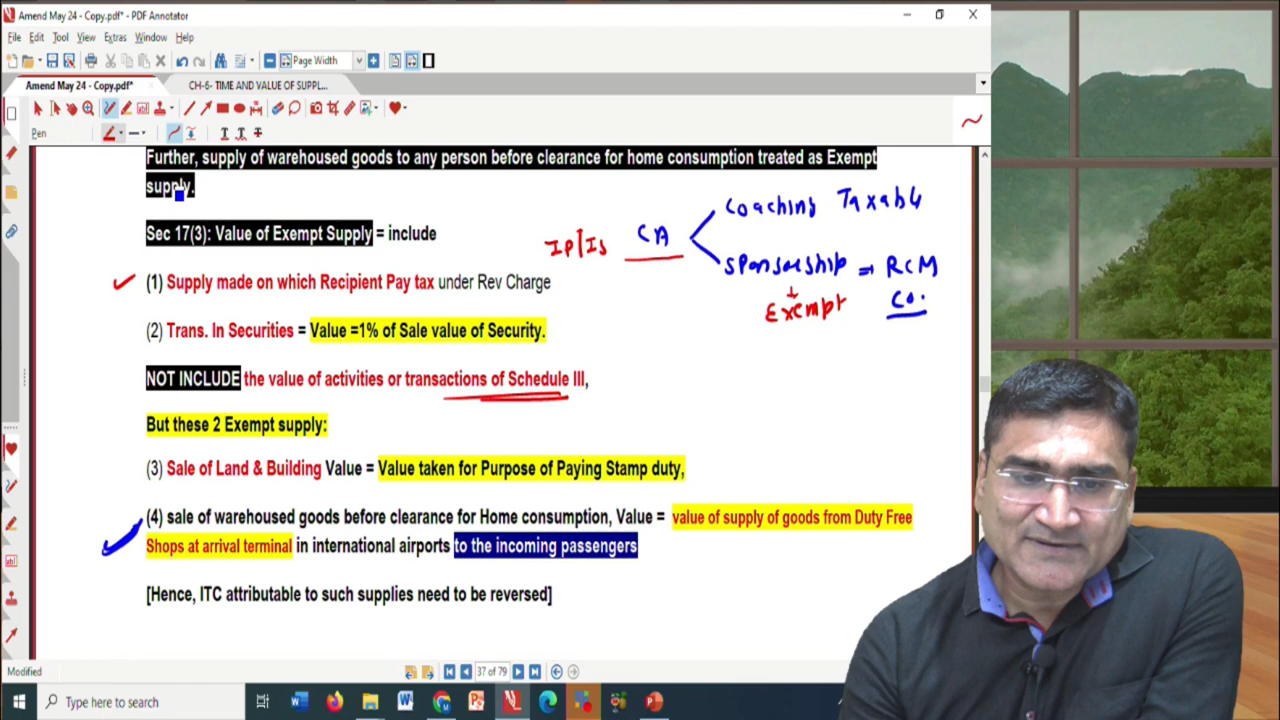 Amend May 24 - Copy.pdf* - PDF Annotator
File Edit Tool View Extras Window Help
Page Width
Amend May 24 - Copy.pdf* CH-6- TIME AND VALUE OF SUPPL...
Pen
Further, supply of warehoused goods to any person before clearance for home consumption treated as Exempt
supply.
Coaching Taxable
Sec 17(3): Value of Exempt Supply = include
IP/Is CA
Sponsorship = RCM
(1) Supply made on which Recipient Pay tax under Rev Charge
Exempt Co.
(2) Trans. In Securities = Value =1% of Sale value of Security.
NOT INCLUDE the value of activities or transactions of Schedule III,
But these 2 Exempt supply:
(3) Sale of Land & Building Value = Value taken for Purpose of Paying Stamp duty,
(4) sale of warehoused goods before clearance for Home consumption, Value = value of supply of goods from Duty Free
Shops at arrival terminal in international airports to the incoming passengers
[Hence, ITC attributable to such supplies need to be reversed]
Modified 37 of 79
Type here to search